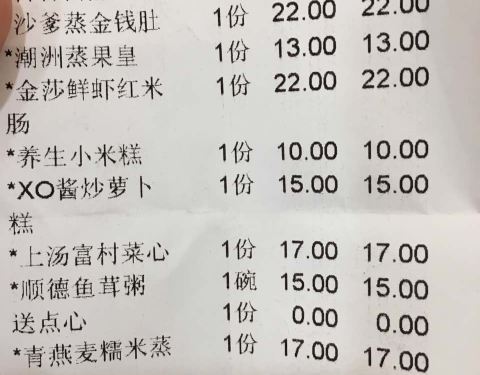 沙爹蒸金钱肚 1份 22.00 22.00
*潮洲蒸果皇 1份 13.00 13.00
*金莎鲜虾红米 1份 22.00 22.00
肠
*养生小米糕 1份 10.00 10.00
*XO酱炒萝卜 1份 15.00 15.00
糕
*上汤富村菜心 1份 17.00 17.00
*顺德鱼茸粥 1碗 15.00 15.00
送点心 1份 0.00 0.00
*青燕麦糯米蒸 1份 17.00 17.00